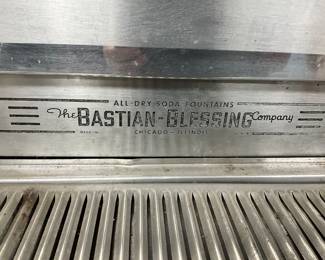 ALL-DRY SODA FOUNTAINS
The BASTIAN-BLESSING Company
CHICAGO-ILLINOIS